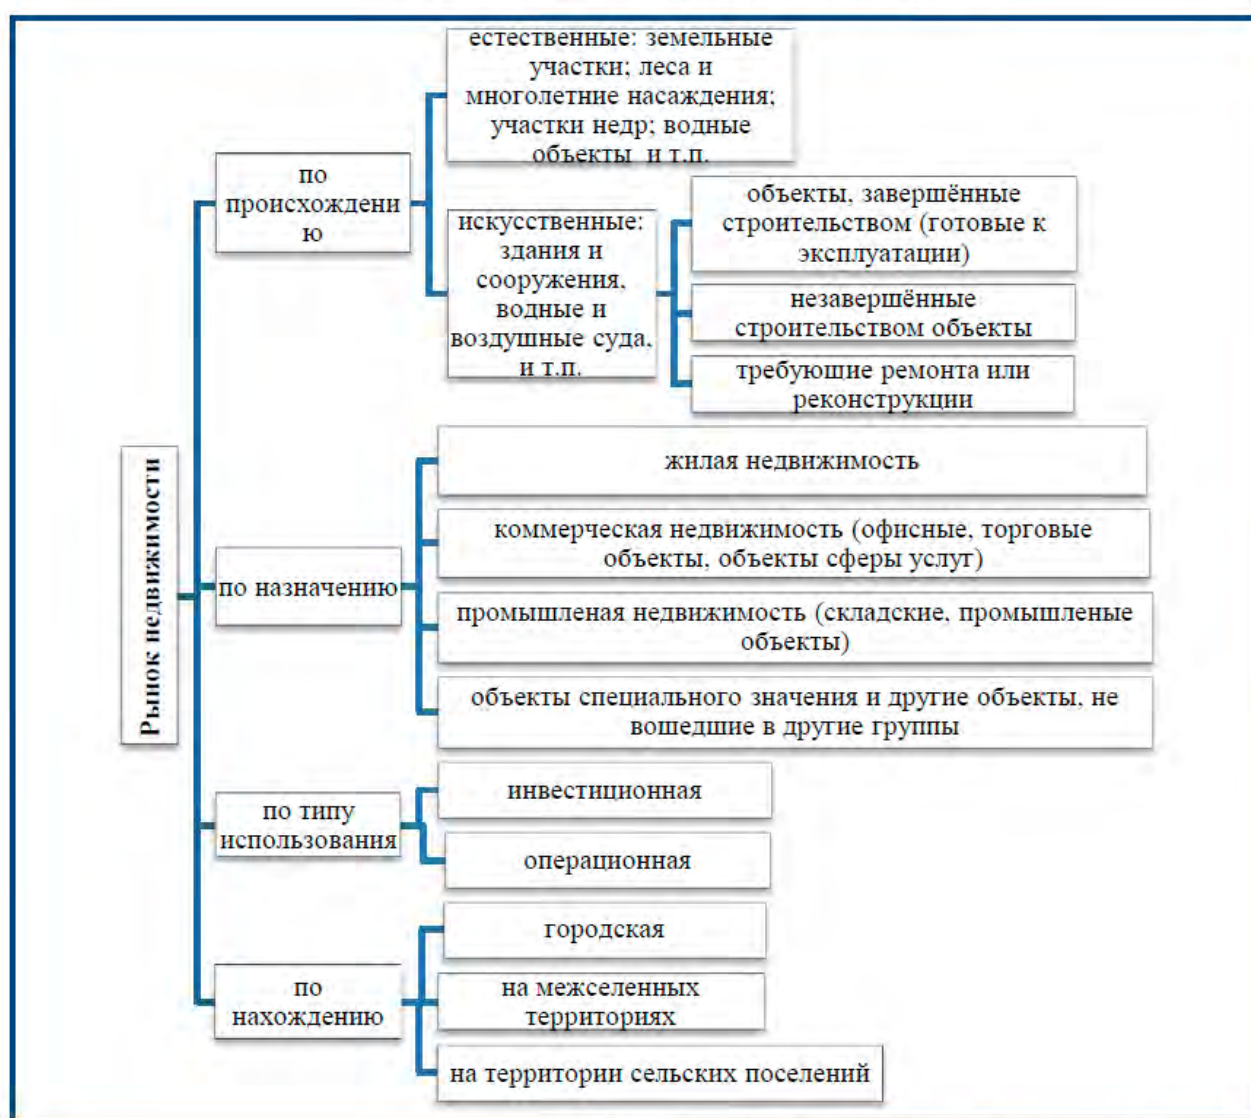 Рынок недвижимости
по
происхождени
ю
естественные: земельные
участки; леса и
многолетние насаждения;
участки недр; водные
объекты и т.п.
искусственные:
здания и
сооружения,
водные и
воздушные суда,
и т.п.
объекты, завершённые
строительством (готовые к
эксплуатации)
незавершённые
строительством объекты
требующие ремонта или
реконструкции
по назначению
жилая недвижимость
коммерческая недвижимость (офисные, торговые
объекты, объекты сферы услуг)
промышленая недвижимость (складские, промышленые
объекты)
объекты специального значения и другие объекты, не
вошедшие в другие группы
по типу
использования
инвестиционная
операционная
по
нахождению
городская
на межселенных
территориях
на территории сельских поселений